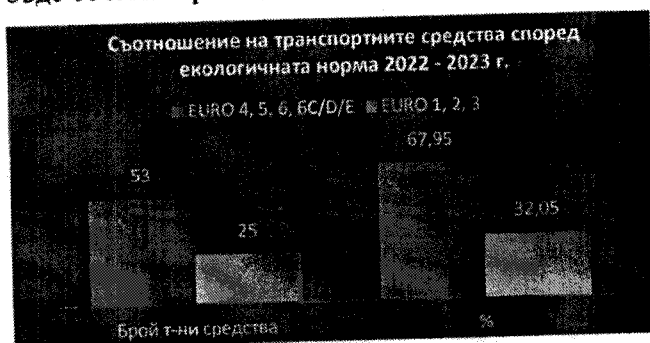 Съотношение на транспортните средства според
екологичната норма 2022 - 2023 г.
EURO 4, 5, 6, 6C/D/E EURO 1, 2, 3
67,95
53
32,05
25
Брой т-ни средства %